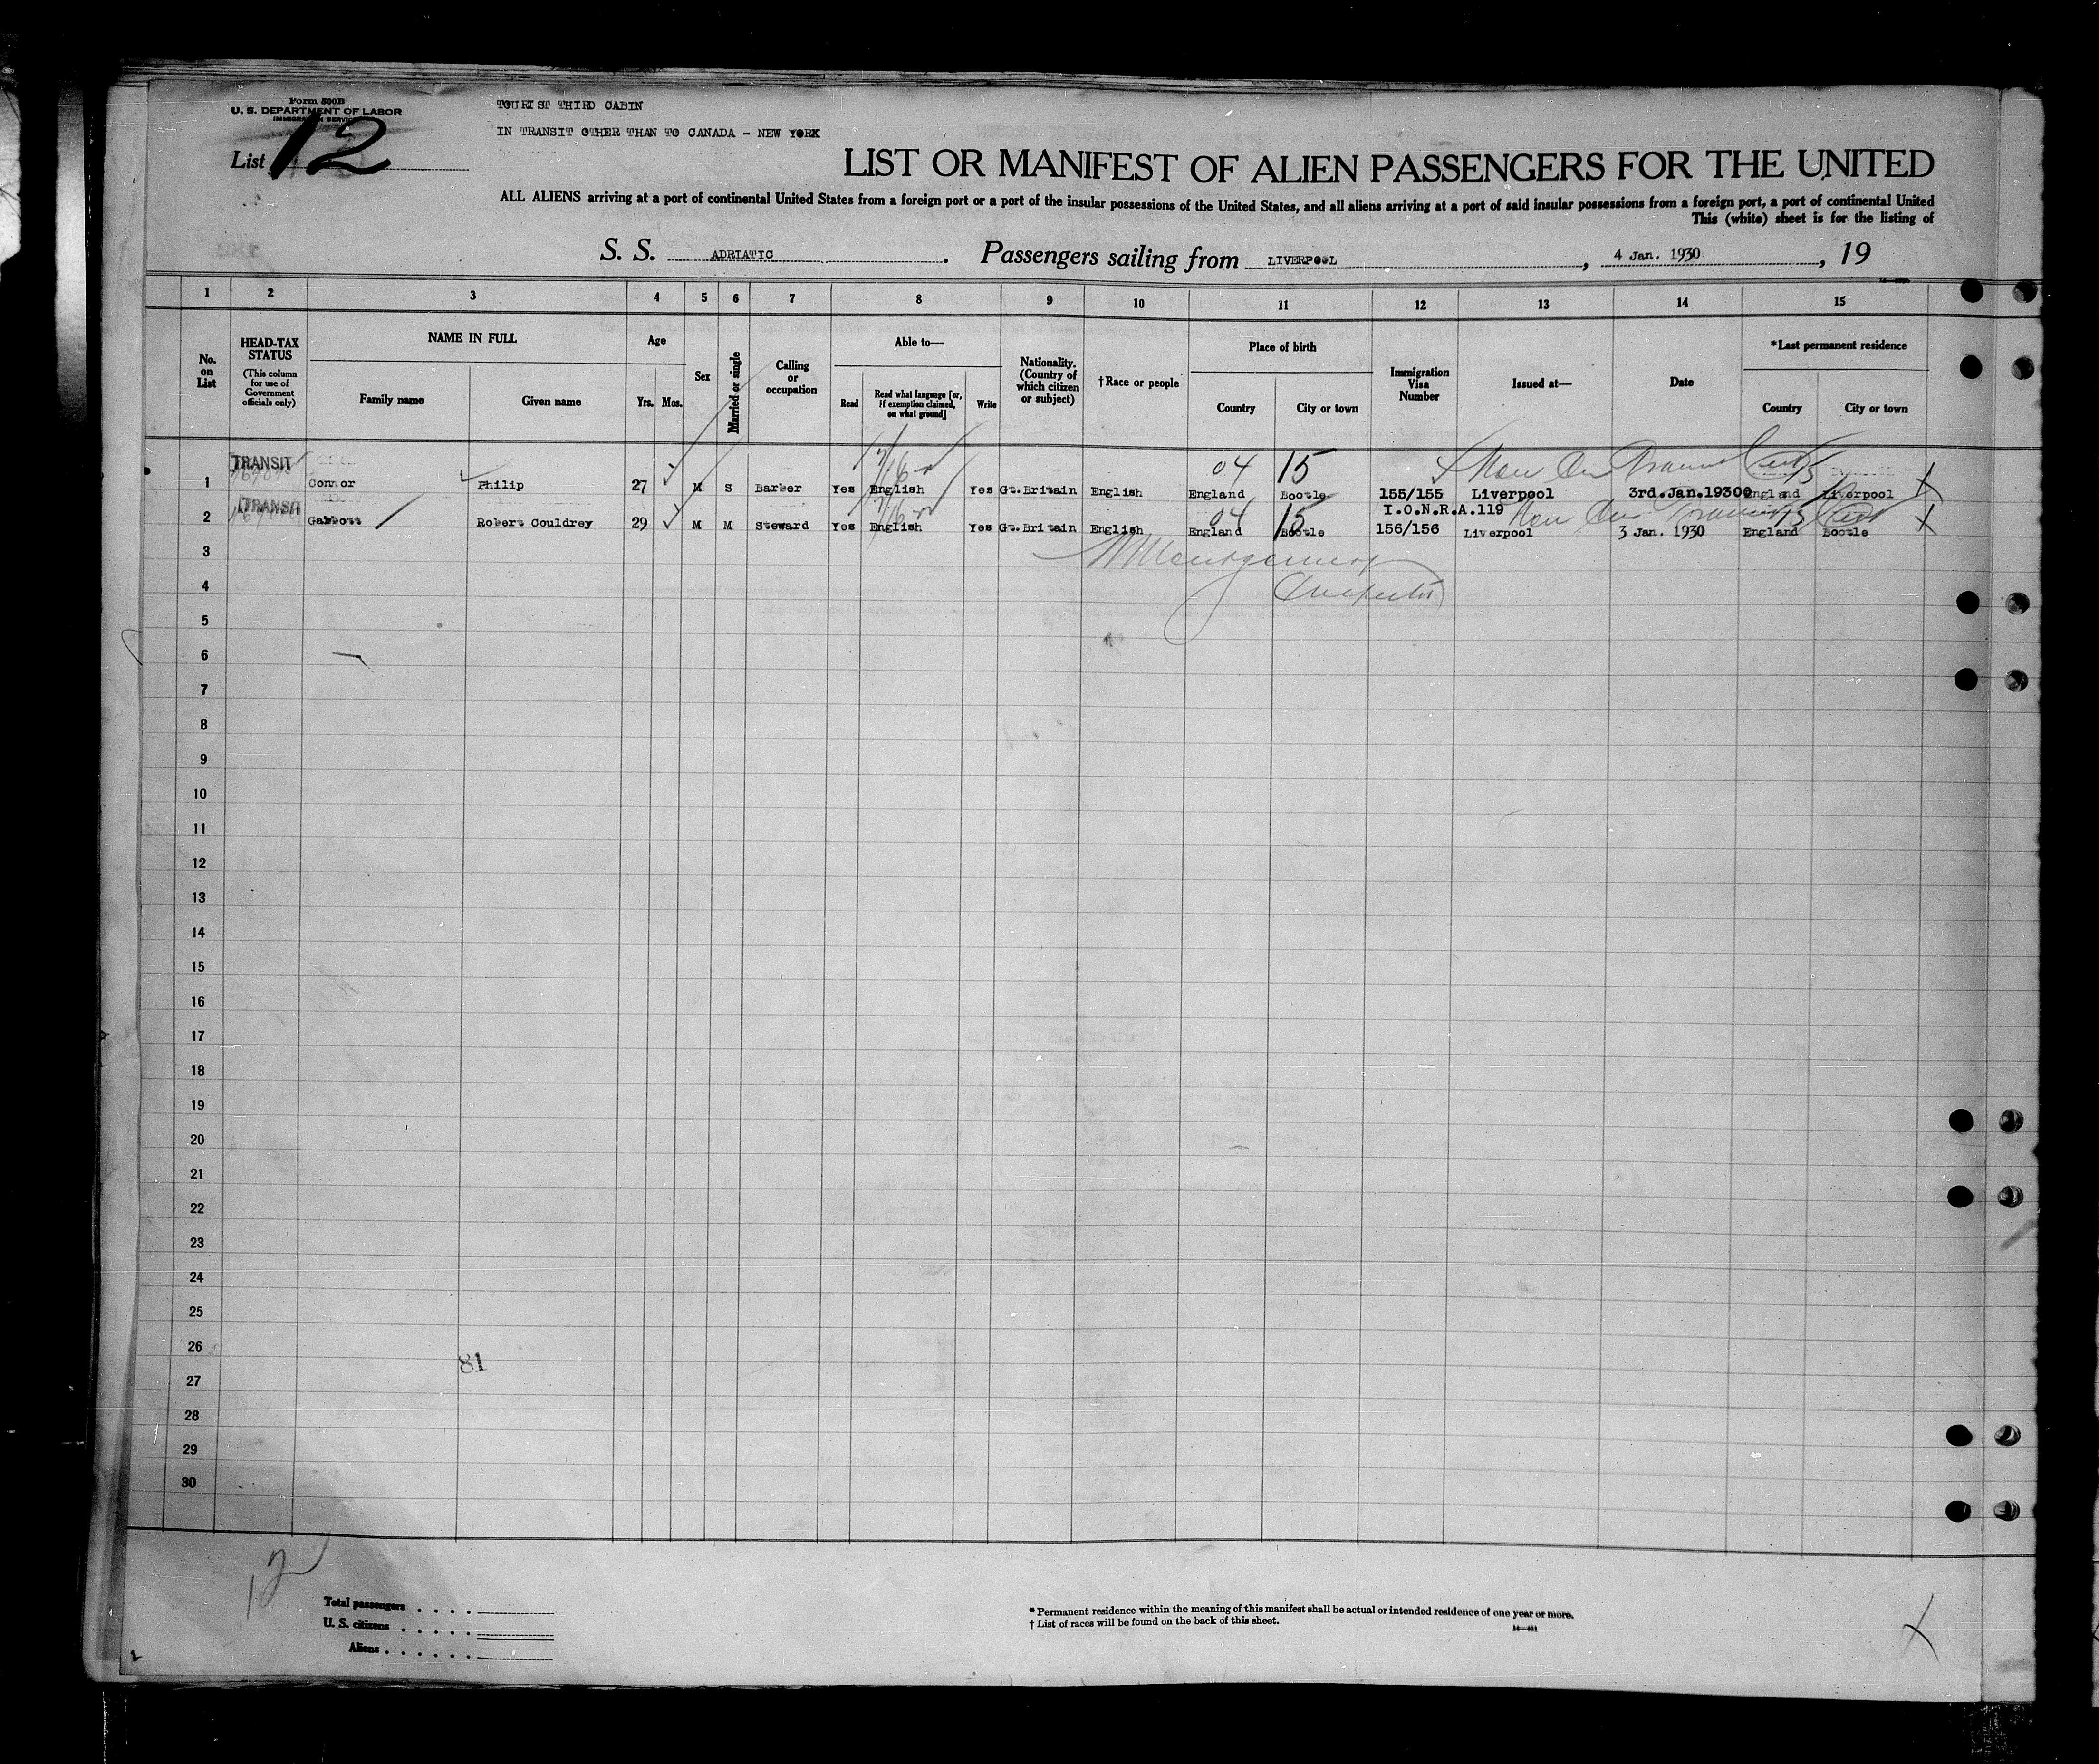 Form 500B
U. S. DEPARTMENT OF LABOR
IMMIGRATION SERVICE
List 12
TOURIST THIRD CABIN
IN TRANSIT OTHER THAN TO CANADA - NEW YORK
LIST OR MANIFEST OF ALIEN PASSENGERS FOR THE UNITED
ALL ALIENS arriving at a port of continental United States from a foreign port or a port of the insular possessions of the United States, and all aliens arriving at a port of said insular possessions from a foreign port, a port of continental United
This (white) sheet is for the listing of
S. S. ADRIATIC. Passengers sailing from LIVERPOOL, 4 Jan. 1930, 19
1 2 3 4 5 6 7 8 9 10 11 12 13 14 15
No. on List
HEAD-TAX STATUS
(This column for use of Government officials only)
NAME IN FULL
Family name
Given name
Age
Yrs. Mos.
Sex
Married or single
Calling or occupation
Able to—
Read
Read what language [or, if exemption claimed, on what ground]
Write
Nationality. (Country of which citizen or subject)
†Race or people
Place of birth
Country
City or town
Immigration Visa Number
Issued at—
Date
*Last permanent residence
Country
City or town
04 15
1 TRANSIT Connor Philip 27 M S Barber Yes English Yes Gt.Britain English England Bootle 155/155 Liverpool 3rd.Jan.1930 England Liverpool X
04 15 I.O.N.R.A.119
2 TRANSIT Gabbott Robert Couldrey 29 M M Steward Yes English Yes Gt.Britain English England Bootle 156/156 Liverpool 3 Jan. 1930 England Bootle X
3
Montgomery
4
Inspector
5
6
7
8
9
10
11
12
13
14
15
16
17
18
19
20
21
22
23
24
25
26
81
27
28
29
30
12
Total passengers . . . .
U. S. citizens . . . . .
Aliens . . . . . .
* Permanent residence within the meaning of this manifest shall be actual or intended residence of one year or more.
† List of races will be found on the back of this sheet.
X